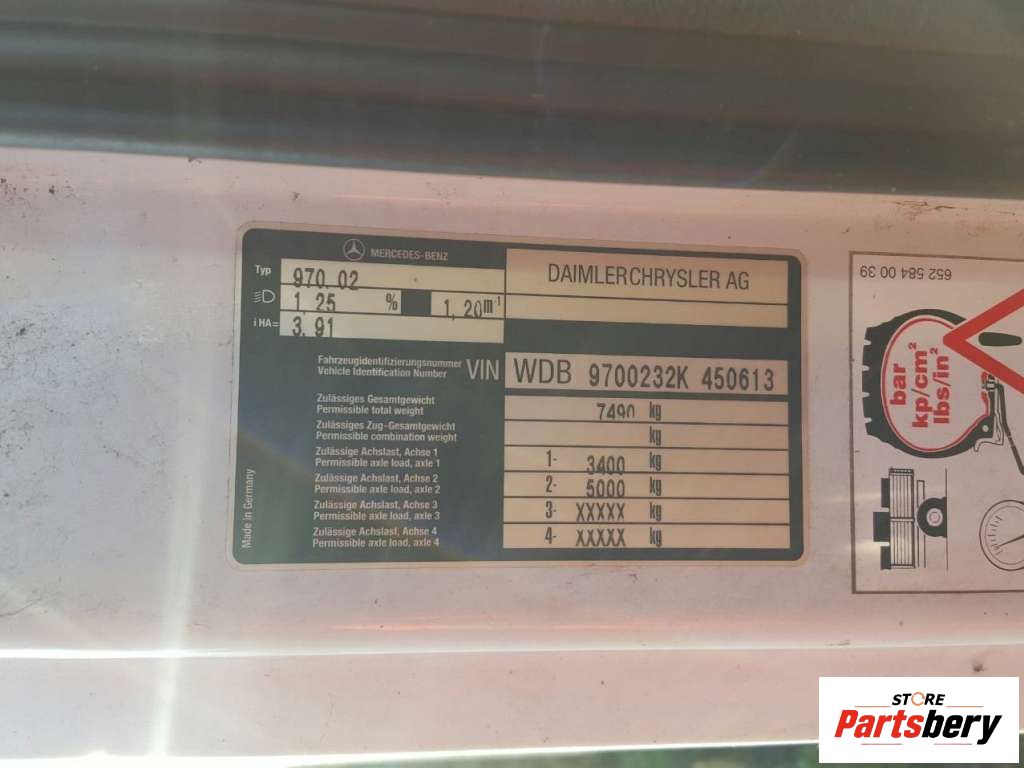 MERCEDES-BENZ
Typ 970.02
DAIMLERCHRYSLER AG
1,25 % 1,20 m-1
i HA= 3,91
Fahrzeugidentifizierungsnummer
Vehicle Identification Number
VIN WDB 9700232K 450613
Zulässiges Gesamtgewicht
Permissible total weight
7490 kg
Zulässiges Zug-Gesamtgewicht
Permissible combination weight
kg
Zulässige Achslast, Achse 1
Permissible axle load, axle 1
1- 3400 kg
Zulässige Achslast, Achse 2
Permissible axle load, axle 2
2- 5000 kg
Zulässige Achslast, Achse 3
Permissible axle load, axle 3
3- XXXXX kg
Zulässige Achslast, Achse 4
Permissible axle load, axle 4
4- XXXXX kg
Made in Germany
652 584 00 39
bar
kp/cm²
lbs/in²
STORE
Partsbery